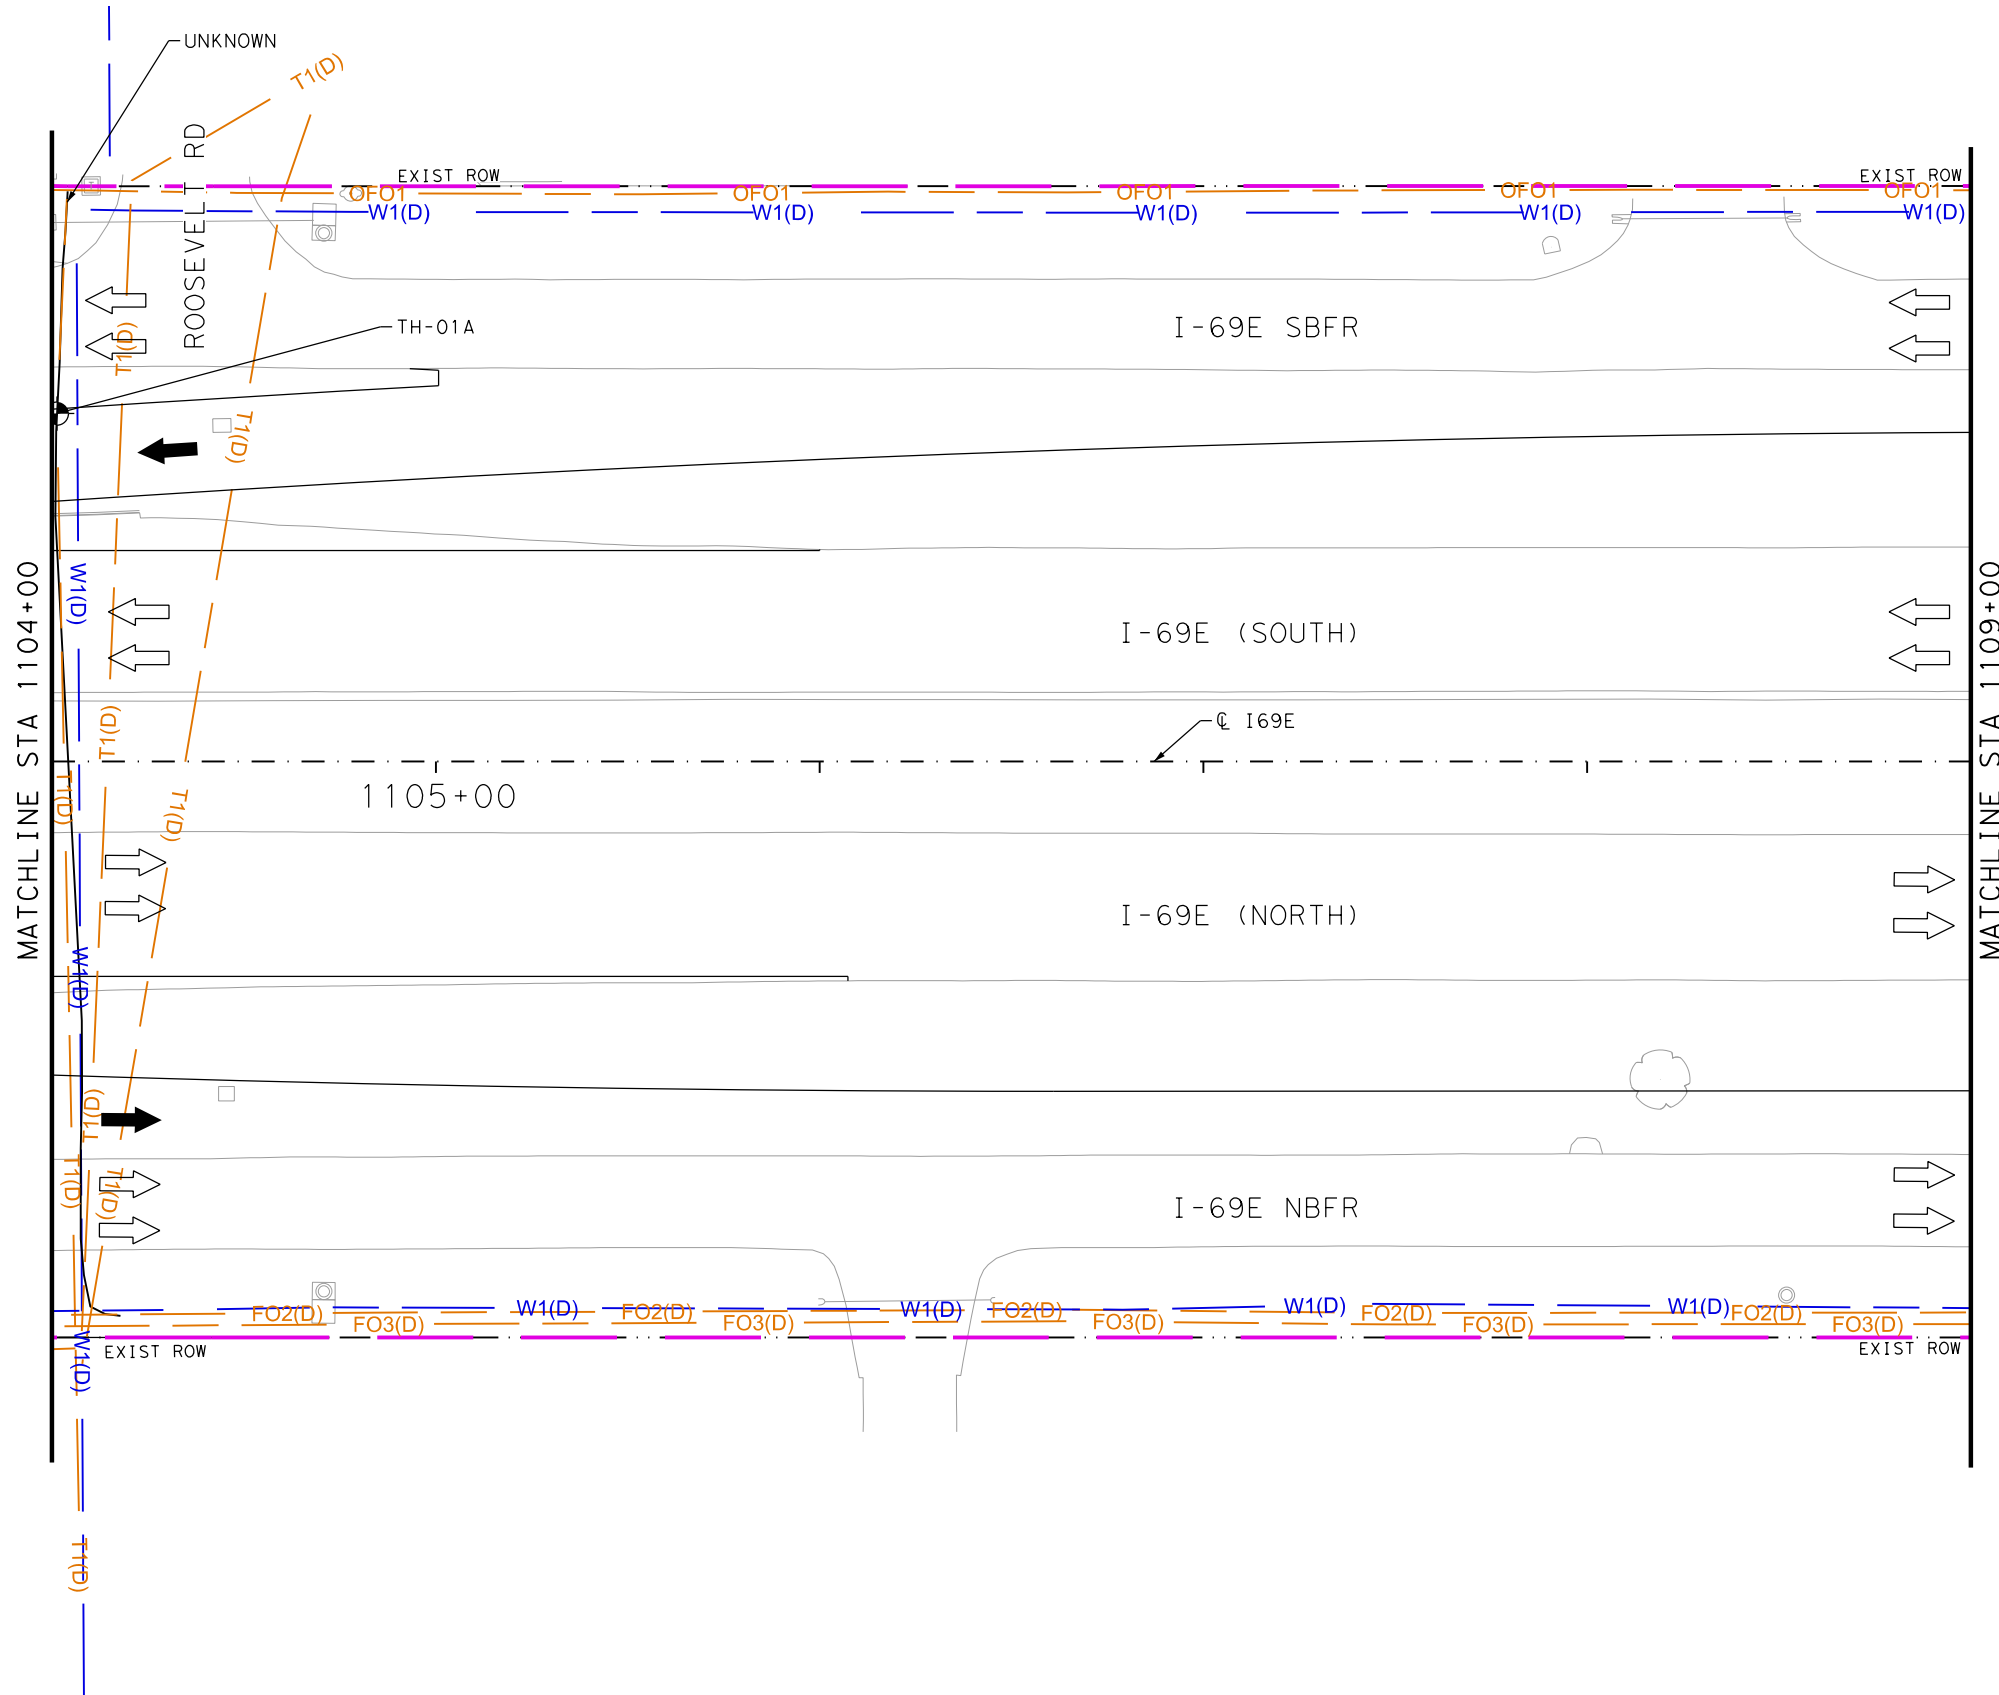 UNKNOWN
T1(D)
ROOSEVELT RD
EXIST ROW
EXIST ROW
OFO1
OFO1
OFO1
OFO1
OFO1
W1(D)
W1(D)
W1(D)
W1(D)
W1(D)
TH-01A
T1(D)
I-69E SBFR
T1(D)
MATCHLINE STA 1104+00
W1(D)
I-69E (SOUTH)
MATCHLINE STA 1109+00
T1(D)
℄ I69E
T1(D)
T1(D)
1105+00
I-69E (NORTH)
W1(D)
T1(D)
T1(D)
T1(D)
I-69E NBFR
FO2(D)
W1(D)
FO2(D)
W1(D)
FO2(D)
W1(D)
FO2(D)
W1(D)
FO2(D)
FO3(D)
FO3(D)
FO3(D)
FO3(D)
FO3(D)
EXIST ROW
W1(D)
EXIST ROW
T1(D)